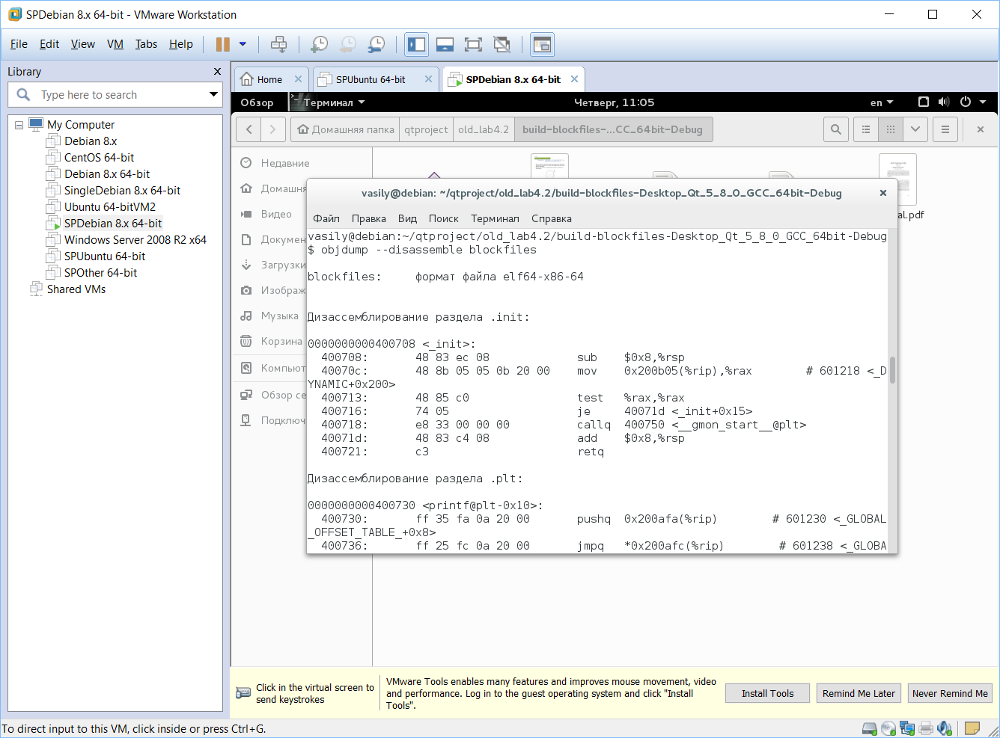 SPDebian 8.x 64-bit - VMware Workstation
File Edit View VM Tabs Help
Library
Type here to search
My Computer
Debian 8.x
CentOS 64-bit
Debian 8.x 64-bit
SingleDebian 8.x 64-bit
Ubuntu 64-bitVM2
SPDebian 8.x 64-bit
Windows Server 2008 R2 x64
SPUbuntu 64-bit
SPOther 64-bit
Shared VMs
Home SPUbuntu 64-bit SPDebian 8.x 64-bit
Обзор Терминал Четверг, 11:05 en
Домашняя папка qtproject old_lab4.2 build-blockfiles-...CC_64bit-Debug
Недавние
Домашня
Видео
Докумен
Загрузки
Изображ
Музыка
Корзина
Компьют
Обзор се
Подключ
al.pdf
vasily@debian: ~/qtproject/old_lab4.2/build-blockfiles-Desktop_Qt_5_8_0_GCC_64bit-Debug
Файл Правка Вид Поиск Терминал Справка
vasily@debian:~/qtproject/old_lab4.2/build-blockfiles-Desktop_Qt_5_8_0_GCC_64bit-Debug
$ objdump --disassemble blockfiles
blockfiles:     формат файла elf64-x86-64
Дизассемблирование раздела .init:
0000000000400708 <_init>:
400708:       48 83 ec 08             sub    $0x8,%rsp
40070c:       48 8b 05 05 0b 20 00    mov    0x200b05(%rip),%rax        # 601218 <_D
YNAMIC+0x200>
400713:       48 85 c0                test   %rax,%rax
400716:       74 05                   je     40071d <_init+0x15>
400718:       e8 33 00 00 00          callq  400750 <__gmon_start__@plt>
40071d:       48 83 c4 08             add    $0x8,%rsp
400721:       c3                      retq
Дизассемблирование раздела .plt:
0000000000400730 <printf@plt-0x10>:
400730:       ff 35 fa 0a 20 00       pushq  0x200afa(%rip)        # 601230 <_GLOBAL
_OFFSET_TABLE_+0x8>
400736:       ff 25 fc 0a 20 00       jmpq   *0x200afc(%rip)        # 601238 <_GLOBA
Click in the virtual screen to
send keystrokes
VMware Tools enables many features and improves mouse movement, video
and performance. Log in to the guest operating system and click "Install
Tools".
Install Tools Remind Me Later Never Remind Me
To direct input to this VM, click inside or press Ctrl+G.